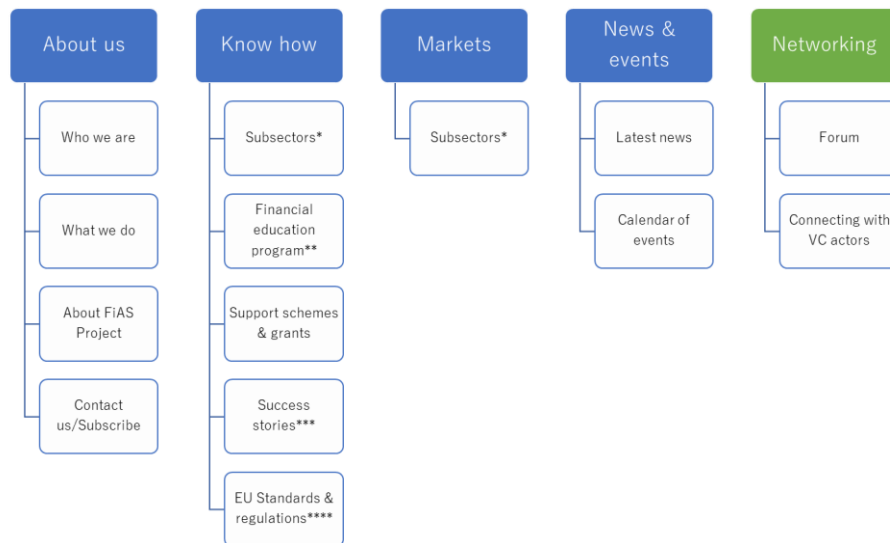 About us
Who we are
What we do
About FiAS
Project
Contact
us/Subscribe
Know how
Subsectors*
Financial
education
program**
Support schemes
& grants
Success
stories***
EU Standards &
regulations****
Markets
Subsectors*
News &
events
Latest news
Calendar of
events
Networking
Forum
Connecting with
VC actors